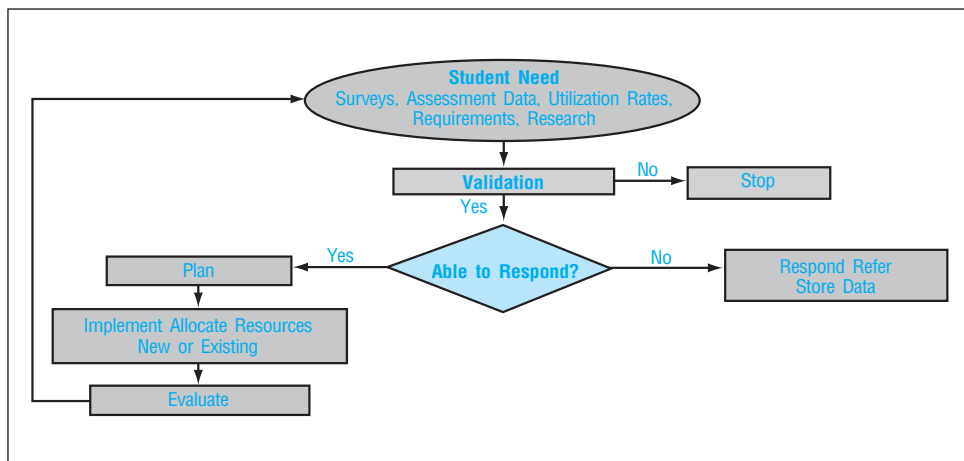 Student Need
Surveys, Assessment Data, Utilization Rates,
Requirements, Research
Validation
No
Stop
Yes
Able to Respond?
Yes
No
Plan
Respond Refer
Store Data
Implement Allocate Resources
New or Existing
Evaluate